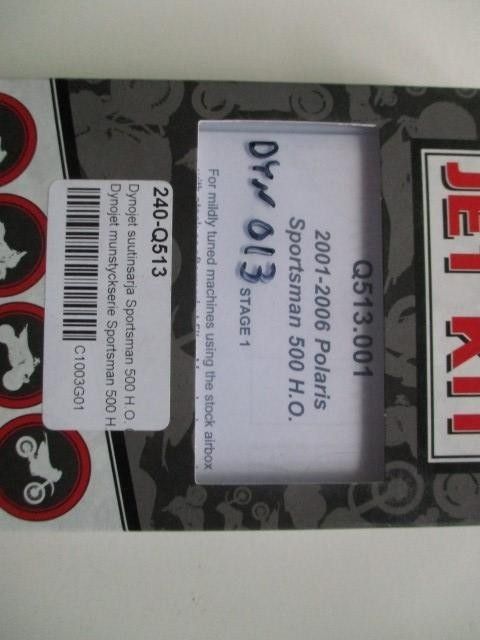 JET KIT
Q513.001
2001-2006 Polaris
Sportsman 500 H.O.
STAGE 1
DYN 013
For mildly tuned machines using the stock airbox
240-Q513
Dynojet suutinsarja Sportsman 500 H.O. (
Dynojet munstyckserie Sportsman 500 H
C1003G01